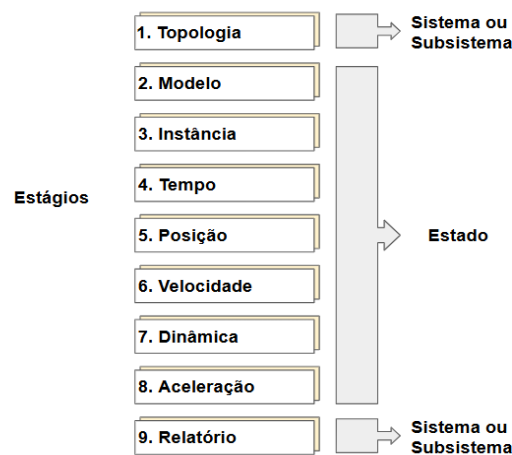 1. Topologia
Sistema ou
Subsistema
2. Modelo
3. Instância
4. Tempo
Estágios
5. Posição
Estado
6. Velocidade
7. Dinâmica
8. Aceleração
9. Relatório
Sistema ou
Subsistema